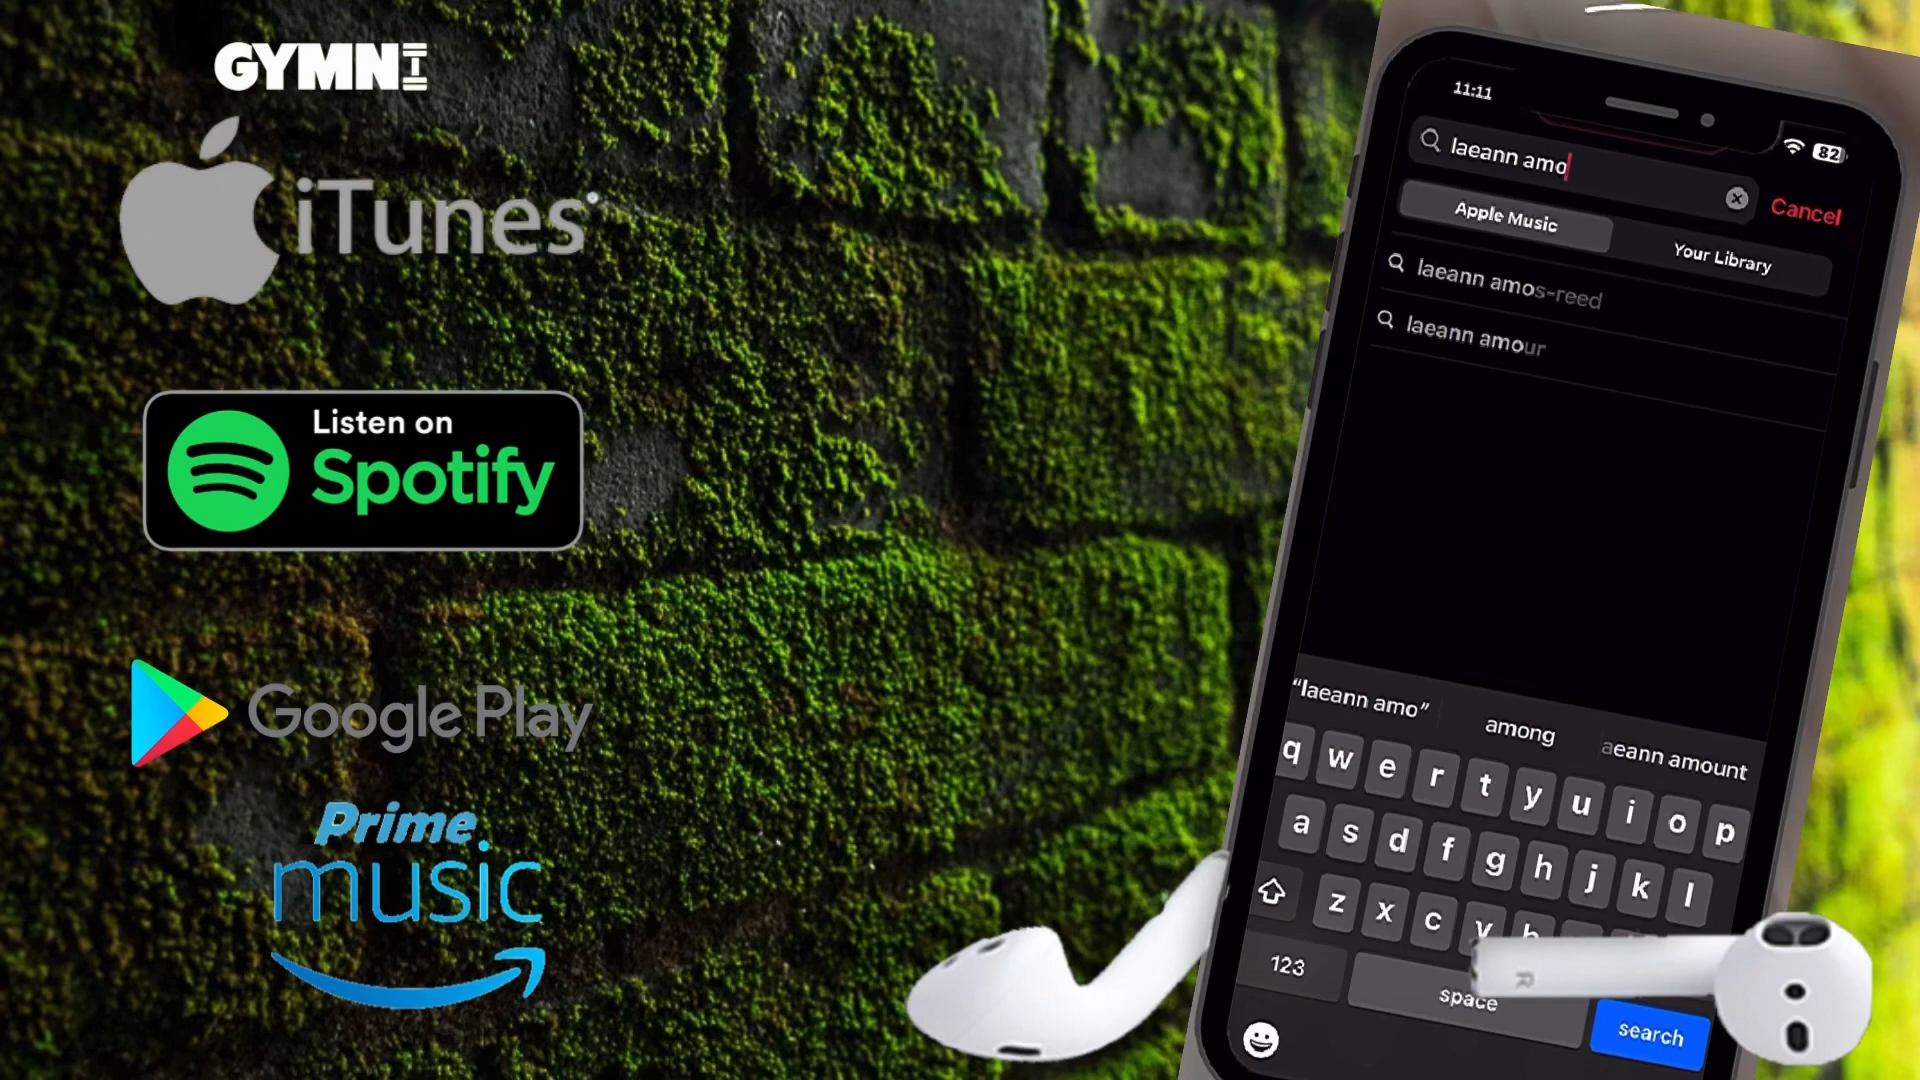 GYMNIT
iTunes
Listen on
Spotify
Google Play
Prime
music
11:11
82
laeann amo
Cancel
Apple Music
Your Library
laeann amos-reed
laeann amour
"laeann amo"
among
aeann amount
q w e r t y u i o p
a s d f g h j k l
z x c v b
123
space
search
R